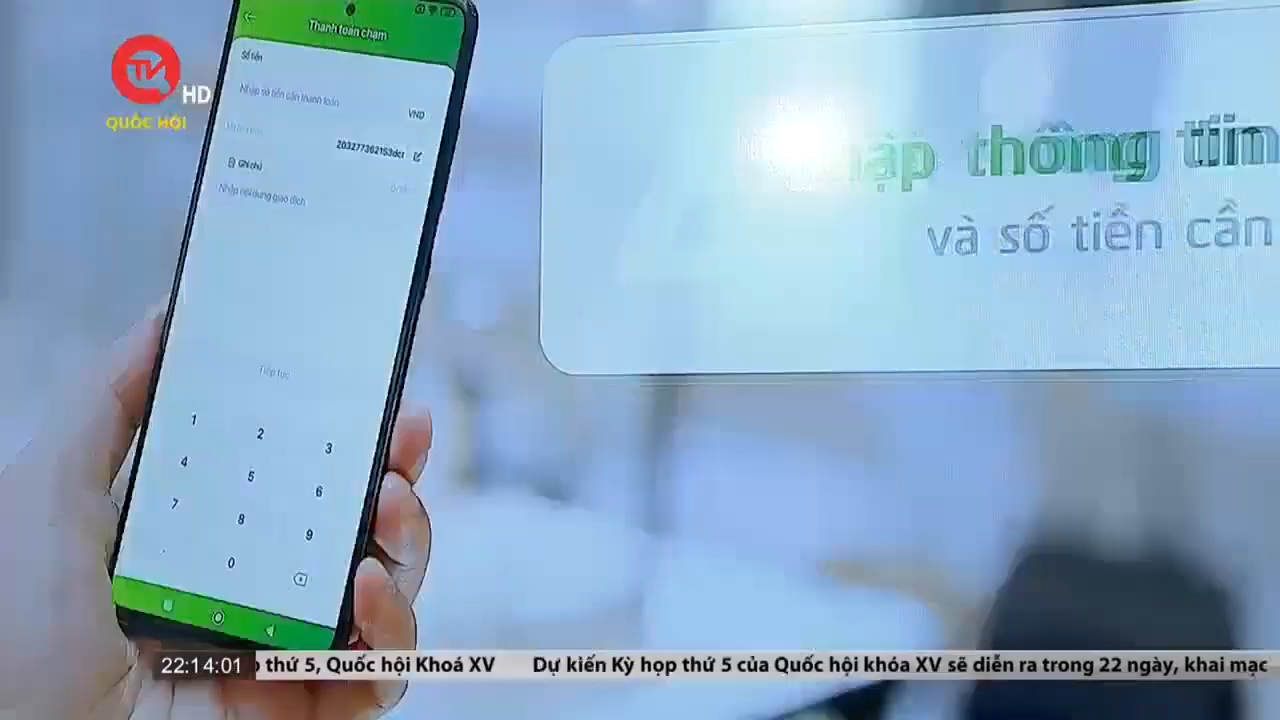 Thanh toán chạm
Số tiền
Nhập số tiền cần thanh toán
VND
203277362153dct
Ghi chú
Nhập nội dung giao dịch
Tiếp tục
1 2 3
4 5 6
7 8 9
. 0
TV
HD
QUỐC HỘI
thông tin
và số tiền cần
22:14:01
thứ 5, Quốc hội Khoá XV Dự kiến Kỳ họp thứ 5 của Quốc hội khóa XV sẽ diễn ra trong 22 ngày, khai mạc